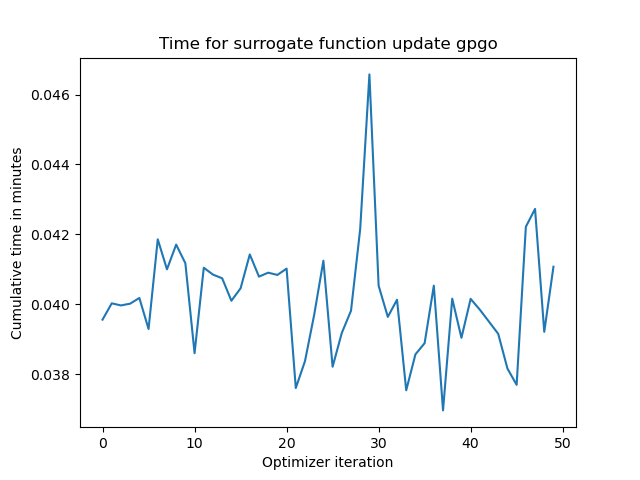 Time for surrogate function update gpgo
Cumulative time in minutes
0.046
0.044
0.042
0.040
0.038
0 10 20 30 40 50
Optimizer iteration